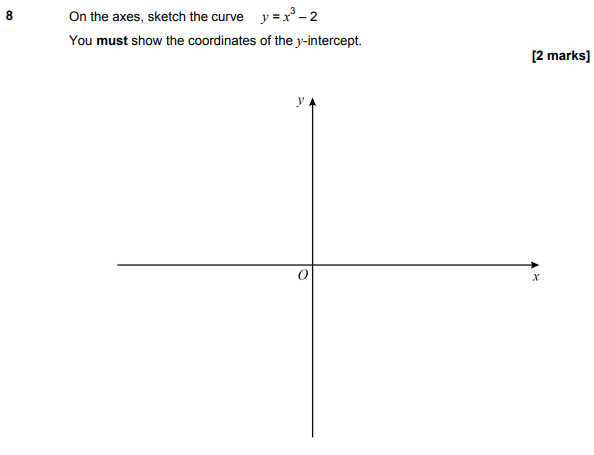 8 On the axes, sketch the curve y = x³ – 2
You must show the coordinates of the y-intercept.
[2 marks]
y
O
x